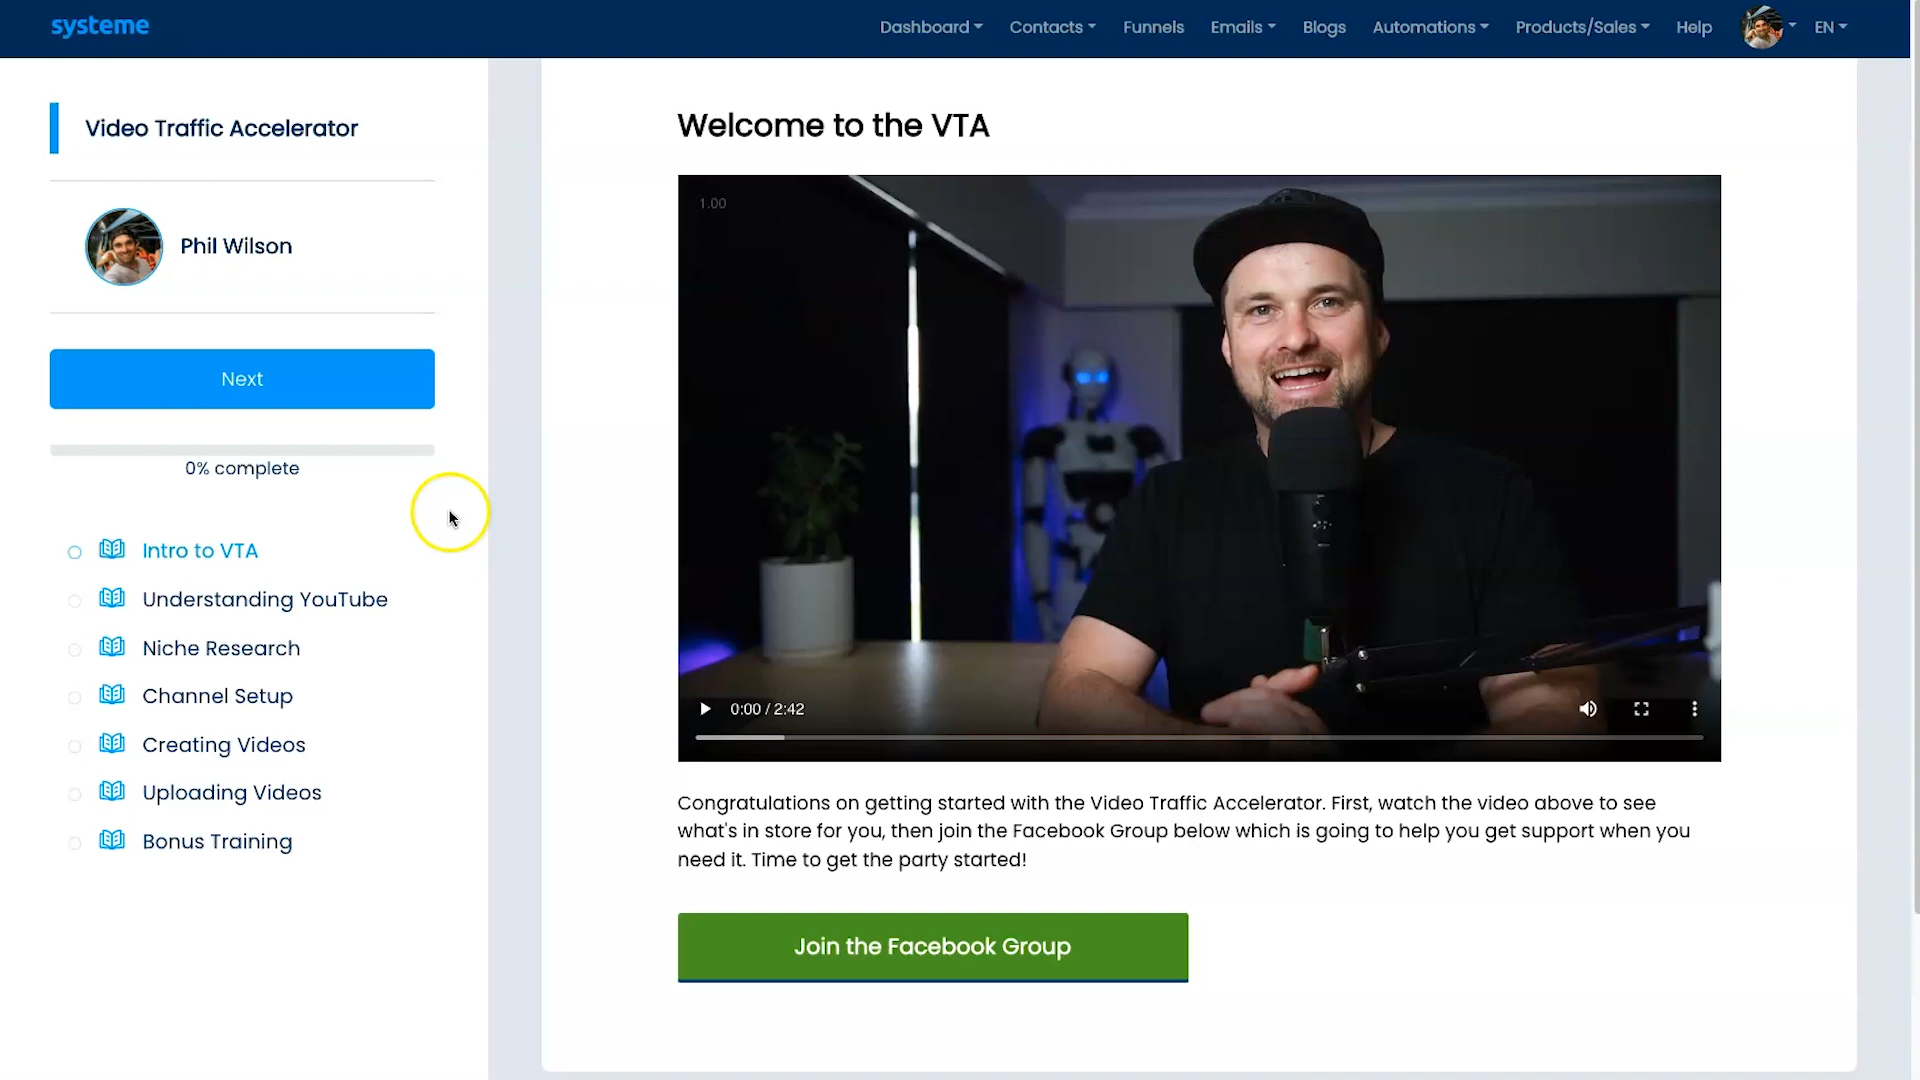 systeme
Dashboard Contacts Funnels Emails Blogs Automations Products/Sales Help EN
Video Traffic Accelerator
Phil Wilson
Next
0% complete
Intro to VTA
Understanding YouTube
Niche Research
Channel Setup
Creating Videos
Uploading Videos
Bonus Training
Welcome to the VTA
1.00
0:00 / 2:42
Congratulations on getting started with the Video Traffic Accelerator. First, watch the video above to see
what's in store for you, then join the Facebook Group below which is going to help you get support when you
need it. Time to get the party started!
Join the Facebook Group